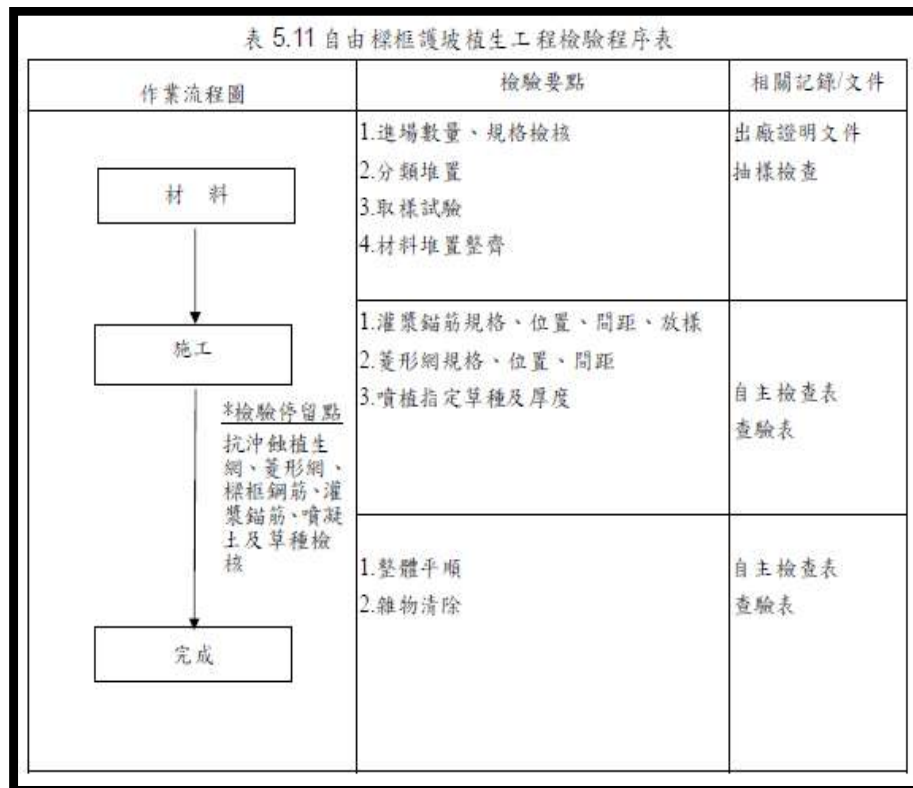 表 5.11 自由樑框護坡植生工程檢驗程序表
作業流程圖
檢驗要點
相關記錄/文件
材 料
1.進場數量、規格檢核
2.分類堆置
3.取樣試驗
4.材料堆置整齊
出廠證明文件
抽樣檢查
施工
*檢驗停留點
抗沖蝕植生
網、菱形網、
樑框鋼筋、灌
漿錨筋、噴凝
土及草種檢
核
1.灌漿錨筋規格、位置、間距、放樣
2.菱形網規格、位置、間距
3.噴植指定草種及厚度
自主檢查表
查驗表
完成
1.整體平順
2.雜物清除
自主檢查表
查驗表